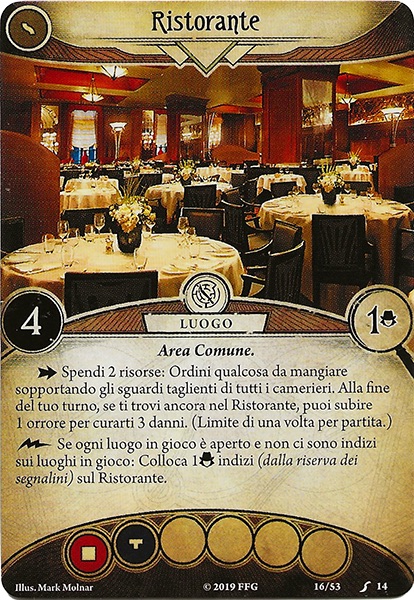 Ristorante
4
LUOGO
1
Area Comune.
Spendi 2 risorse: Ordini qualcosa da mangiare
sopportando gli sguardi taglienti di tutti i camerieri. Alla fine
del tuo turno, se ti trovi ancora nel Ristorante, puoi subire
1 orrore per curarti 3 danni. (Limite di una volta per partita.)
Se ogni luogo in gioco è aperto e non ci sono indizi
sui luoghi in gioco: Colloca 1 indizi (dalla riserva dei
segnalini) sul Ristorante.
Illus. Mark Molnar © 2019 FFG 16/53 14